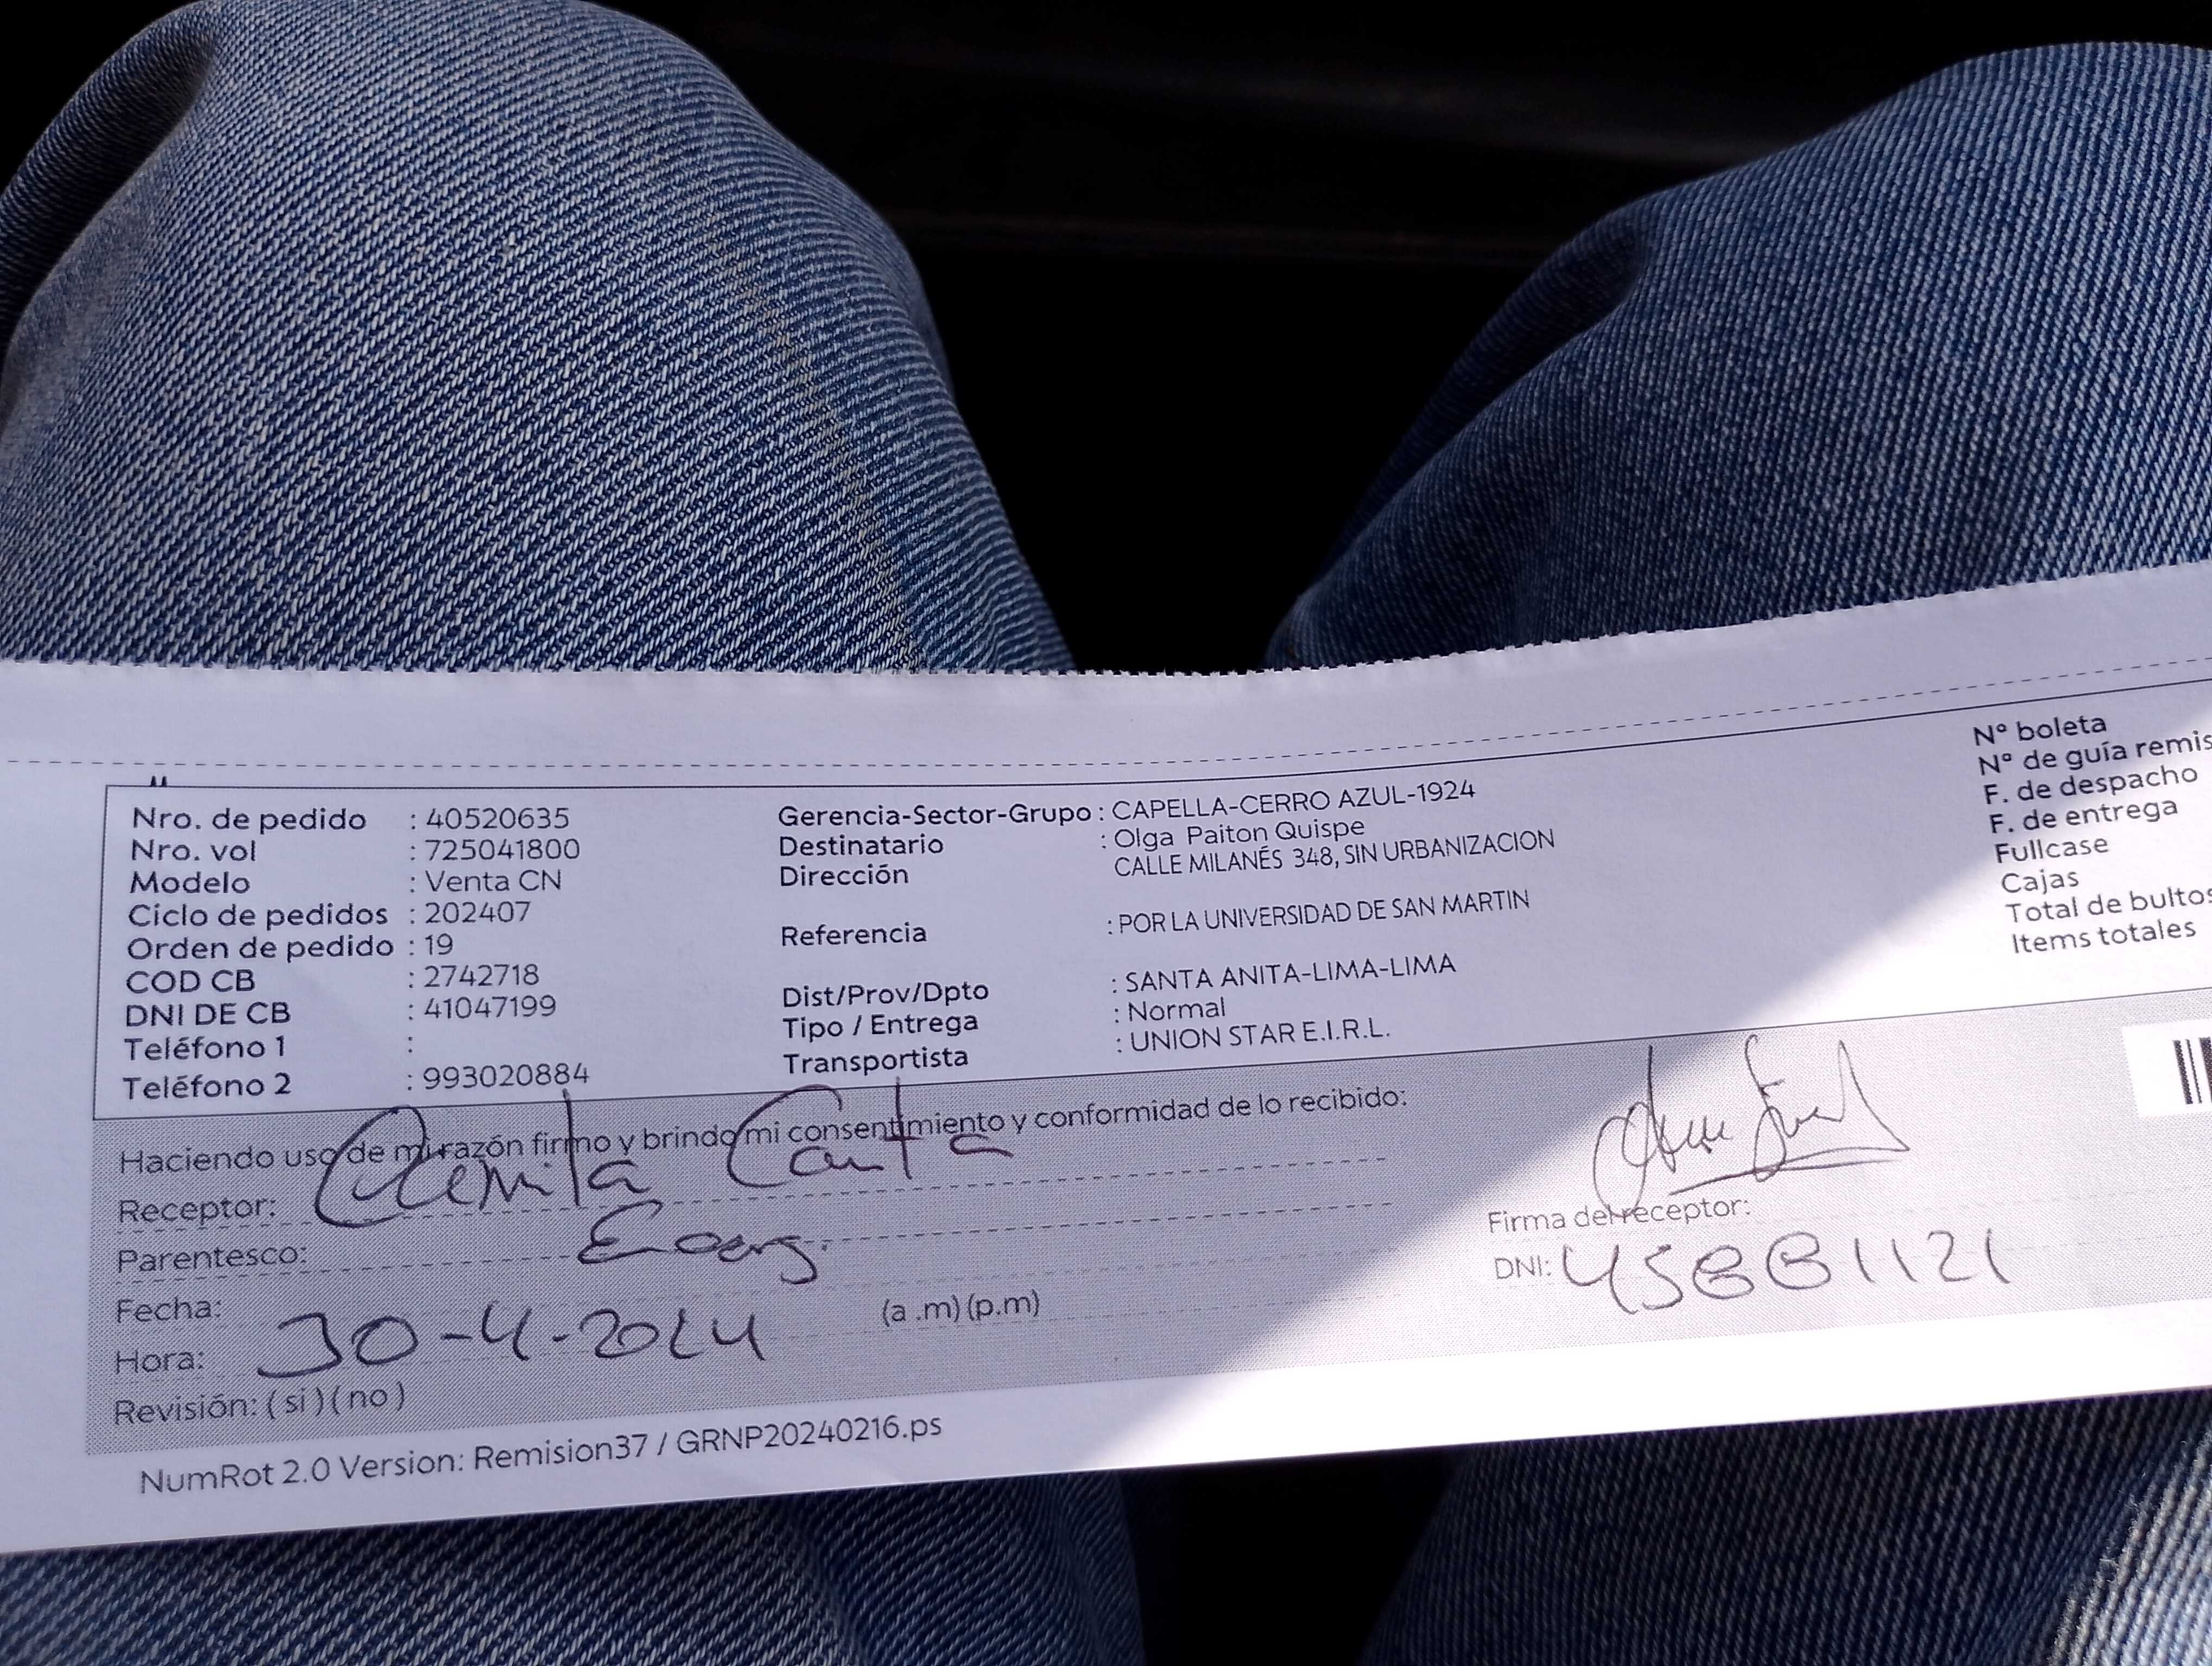 Nro. de pedido : 40520635
Nro. vol : 725041800
Modelo : Venta CN
Ciclo de pedidos : 202407
Orden de pedido : 19
COD CB : 2742718
DNI DE CB : 41047199
Teléfono 1 :
Teléfono 2 : 993020884
Gerencia-Sector-Grupo : CAPELLA-CERRO AZUL-1924
Destinatario : Olga Paiton Quispe
Dirección CALLE MILANÉS 348, SIN URBANIZACION
Referencia : POR LA UNIVERSIDAD DE SAN MARTIN
Dist/Prov/Dpto : SANTA ANITA-LIMA-LIMA
Tipo / Entrega : Normal
Transportista : UNION STAR E.I.R.L.
N° boleta
N° de guía remis
F. de despacho
F. de entrega
Fullcase
Cajas
Total de bultos
Items totales
Haciendo uso de mi razón firmo y brindo mi consentimiento y conformidad de lo recibido:
Receptor:
Parentesco:
Fecha:
Hora: 30-4-2024 (a .m) (p.m)
Revisión: ( si ) ( no )
Firma del receptor:
DNI: 45881121
NumRot 2.0 Version: Remision37 / GRNP20240216.ps